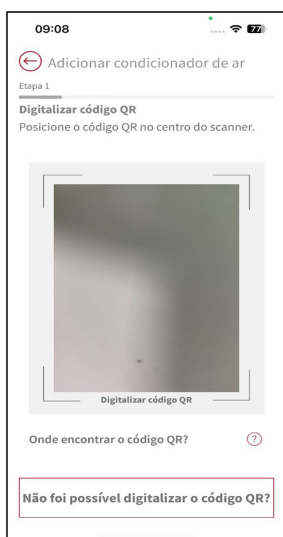 09:08
77
Adicionar condicionador de ar
Etapa 1
Digitalizar código QR
Posicione o código QR no centro do scanner.
Digitalizar código QR
Onde encontrar o código QR?
?
Não foi possível digitalizar o código QR?